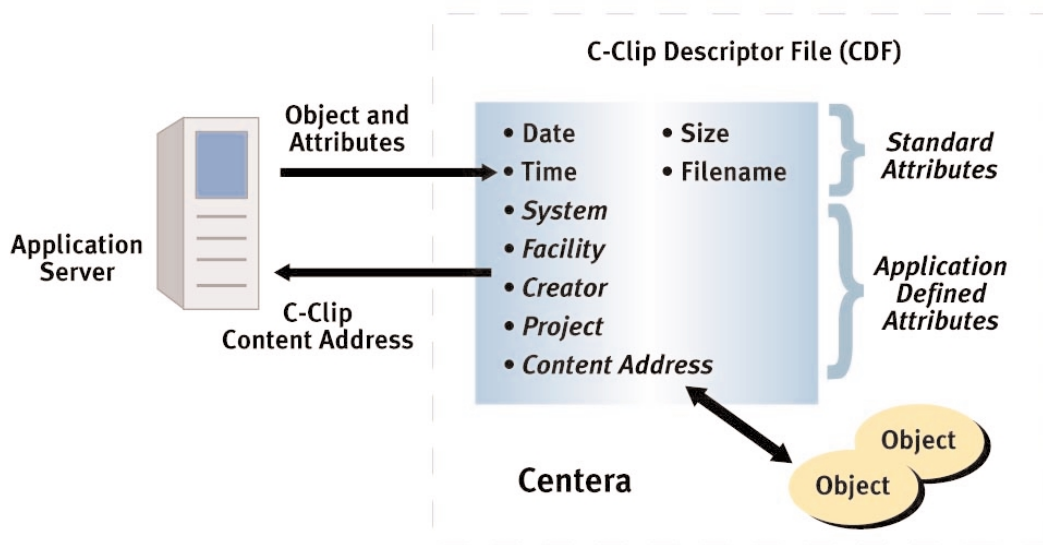 C-Clip Descriptor File (CDF)
Object and
Attributes
• Date
• Size
• Time
• Filename
• System
• Facility
• Creator
• Project
• Content Address
Standard
Attributes
Application
Defined
Attributes
Application
Server
C-Clip
Content Address
Centera
Object
Object